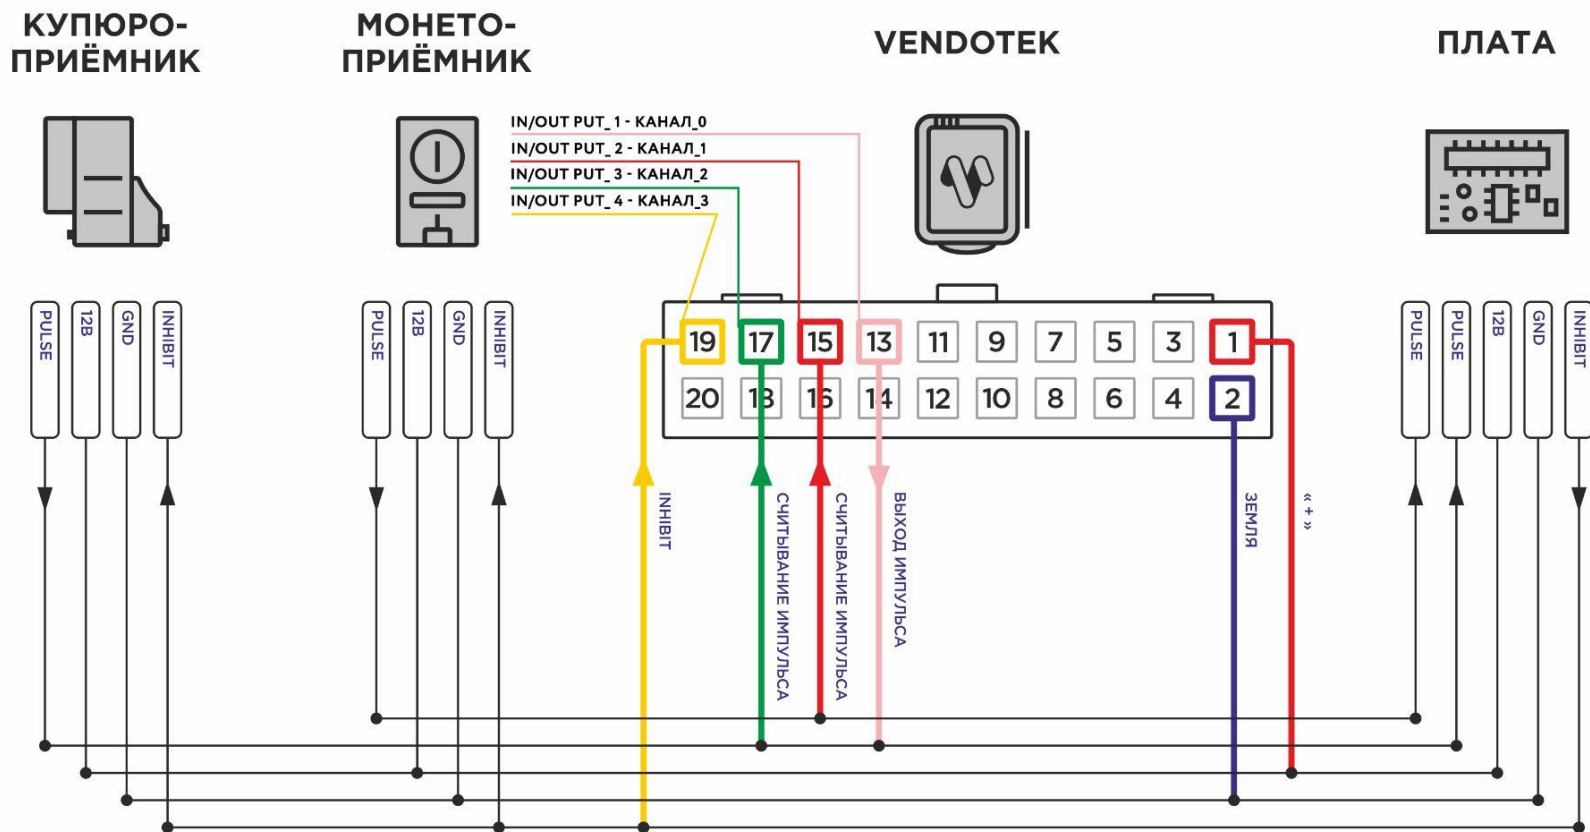 КУПЮРО-
ПРИЁМНИК
МОНЕТО-
ПРИЁМНИК
VENDOTEK
ПЛАТА
IN/OUT PUT_1 - КАНАЛ_0
IN/OUT PUT_2 - КАНАЛ_1
IN/OUT PUT_3 - КАНАЛ_2
IN/OUT PUT_4 - КАНАЛ_3
PULSE
12В
GND
INHIBIT
PULSE
12В
GND
INHIBIT
19 17 15 13 11 9 7 5 3 1
20 18 16 14 12 10 8 6 4 2
PULSE
PULSE
12В
GND
INHIBIT
INHIBIT
СЧИТЫВАНИЕ ИМПУЛЬСА
СЧИТЫВАНИЕ ИМПУЛЬСА
ВЫХОД ИМПУЛЬСА
ЗЕМЛЯ
« + »